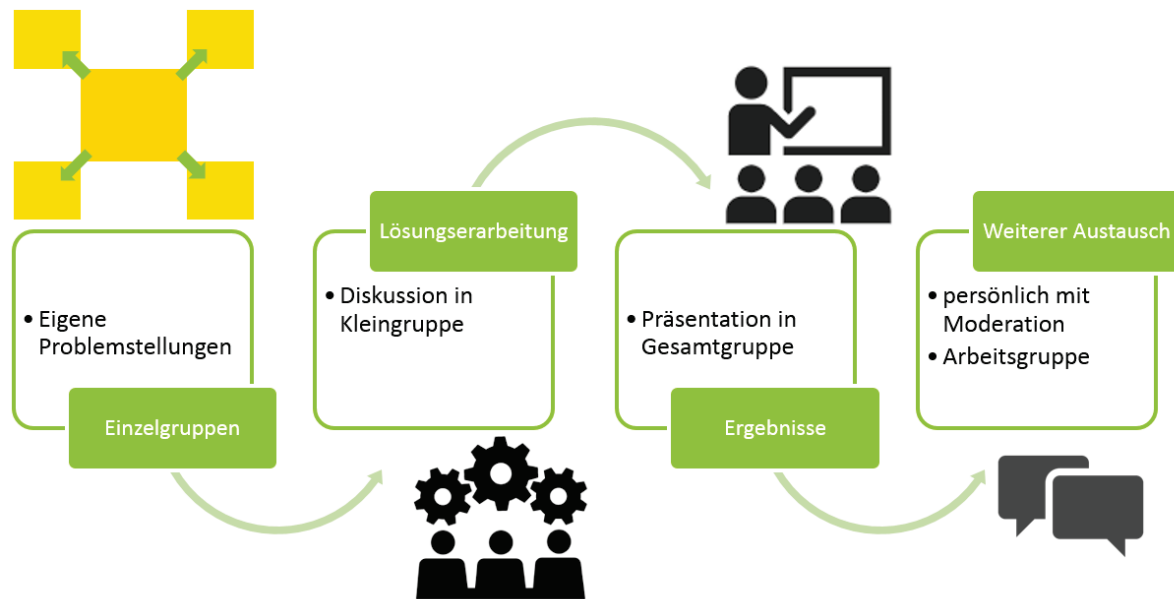 • Eigene
Problemstellungen
Einzelgruppen
Lösungserarbeitung
• Diskussion in
Kleingruppe
• Präsentation in
Gesamtgruppe
Ergebnisse
Weiterer Austausch
• persönlich mit
Moderation
• Arbeitsgruppe